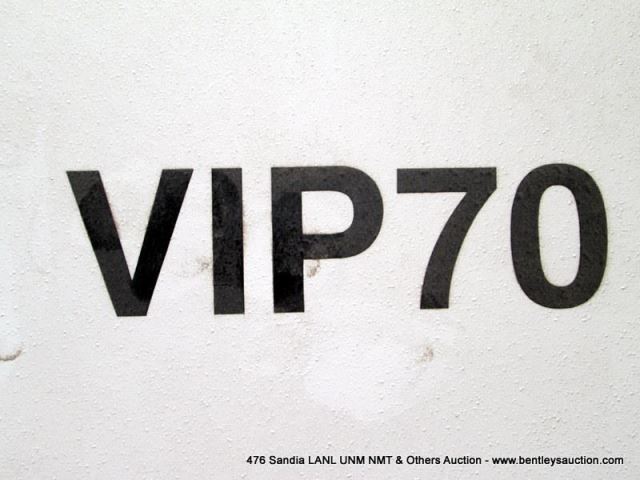 VIP70
476 Sandia LANL UNM NMT & Others Auction - www.bentleysauction.com